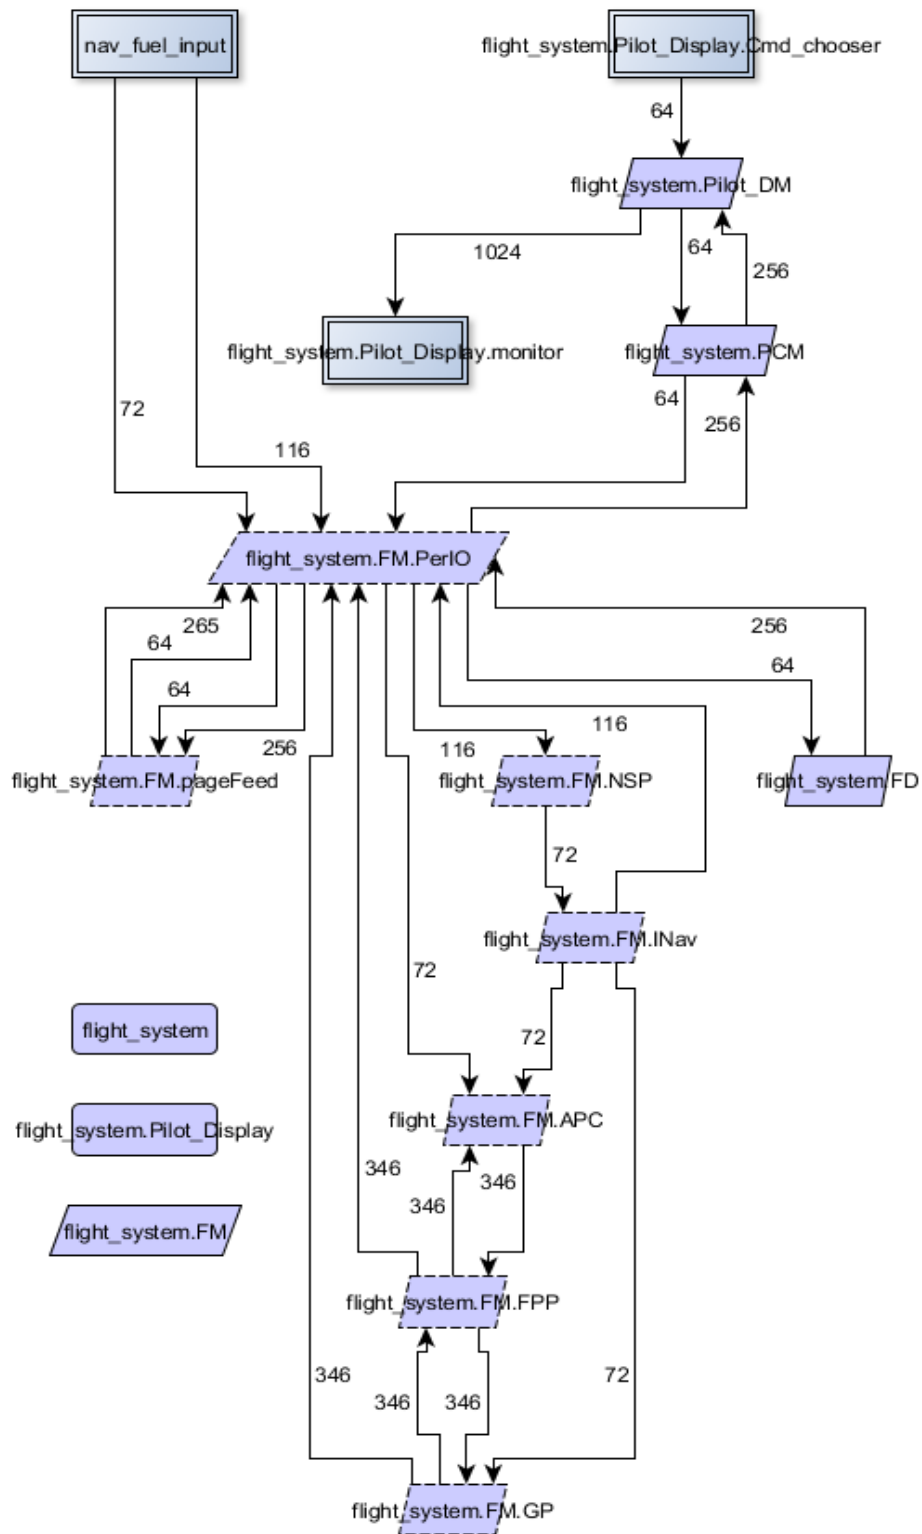 nav_fuel_input
flight_system.Pilot_Display.Cmd_chooser
64
flight_system.Pilot_DM
1024
64
256
flight_system.Pilot_Display.monitor
flight_system.PCM
72
64
256
116
flight_system.FM.PerIO
265
256
64
64
64
256
116
116
flight_system.FM.pageFeed
flight_system.FM.NSP
flight_system.FD
72
flight_system.FM.INav
72
flight_system
72
flight_system.FM.APC
flight_system.Pilot_Display
346
346
346
flight_system.FM
flight_system.FM.FPP
346
346
346
72
flight_system.FM.GP